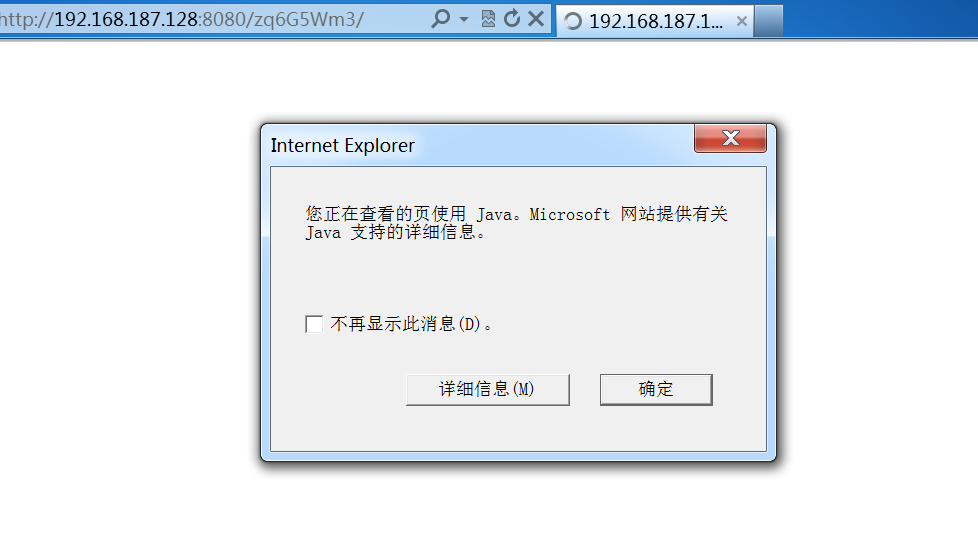 http://192.168.187.128:8080/zq6G5Wm3/
192.168.187.1...
Internet Explorer
您正在查看的页使用 Java。Microsoft 网站提供有关
Java 支持的详细信息。
不再显示此消息(D)。
详细信息(M)
确定